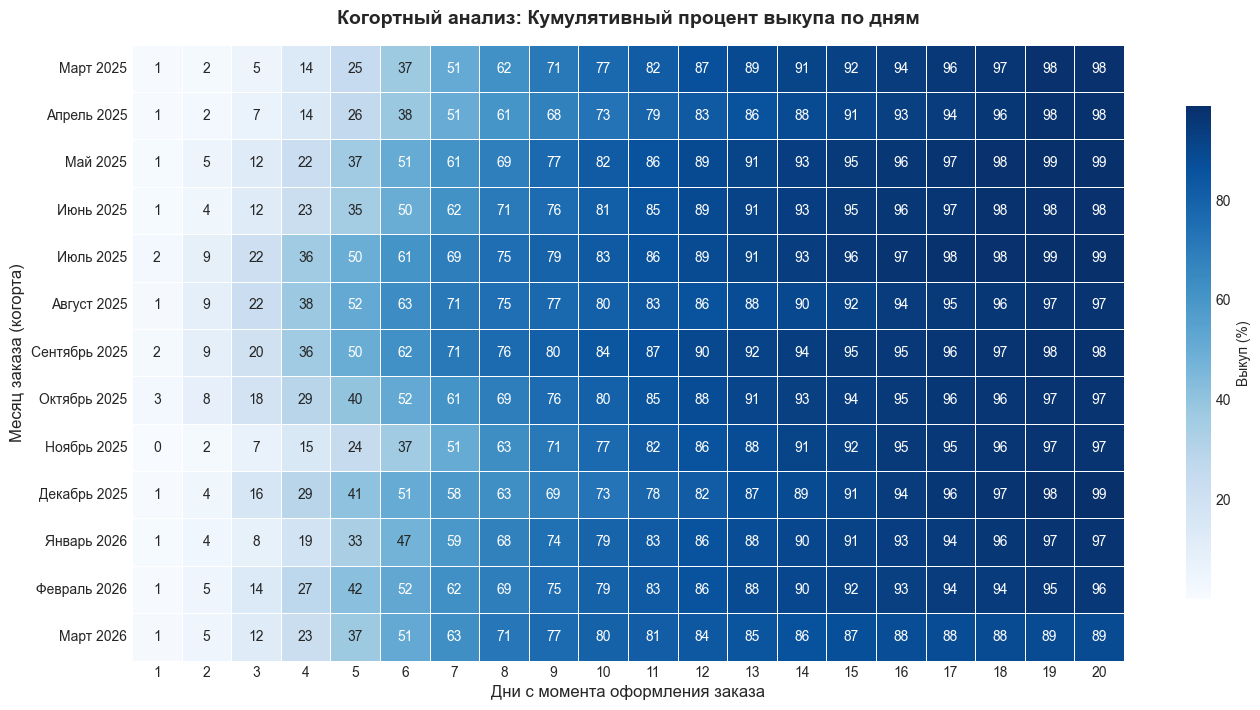 Когортный анализ: Кумулятивный процент выкупа по дням
Месяц заказа (когорта)
Март 2025 1 2 5 14 25 37 51 62 71 77 82 87 89 91 92 94 96 97 98 98
Апрель 2025 1 2 7 14 26 38 51 61 68 73 79 83 86 88 91 93 94 96 98 98
Май 2025 1 5 12 22 37 51 61 69 77 82 86 89 91 93 95 96 97 98 99 99
Июнь 2025 1 4 12 23 35 50 62 71 76 81 85 89 91 93 95 96 97 98 98 98
Июль 2025 2 9 22 36 50 61 69 75 79 83 86 89 91 93 96 97 98 98 99 99
Август 2025 1 9 22 38 52 63 71 75 77 80 83 86 88 90 92 94 95 96 97 97
Сентябрь 2025 2 9 20 36 50 62 71 76 80 84 87 90 92 94 95 95 96 97 98 98
Октябрь 2025 3 8 18 29 40 52 61 69 76 80 85 88 91 93 94 95 96 96 97 97
Ноябрь 2025 0 2 7 15 24 37 51 63 71 77 82 86 88 91 92 95 95 96 97 97
Декабрь 2025 1 4 16 29 41 51 58 63 69 73 78 82 87 89 91 94 96 97 98 99
Январь 2026 1 4 8 19 33 47 59 68 74 79 83 86 88 90 91 93 94 96 97 97
Февраль 2026 1 5 14 27 42 52 62 69 75 79 83 86 88 90 92 93 94 94 95 96
Март 2026 1 5 12 23 37 51 63 71 77 80 81 84 85 86 87 88 88 88 89 89
1 2 3 4 5 6 7 8 9 10 11 12 13 14 15 16 17 18 19 20
Дни с момента оформления заказа
80
60
40
20
Выкуп (%)